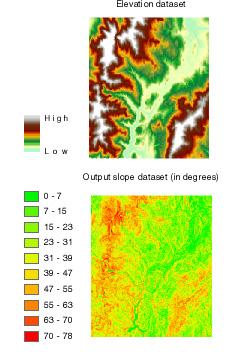 Elevation dataset
High
Low
Output slope dataset (in degrees)
0 - 7
7 - 15
15 - 23
23 - 31
31 - 39
39 - 47
47 - 55
55 - 63
63 - 70
70 - 78